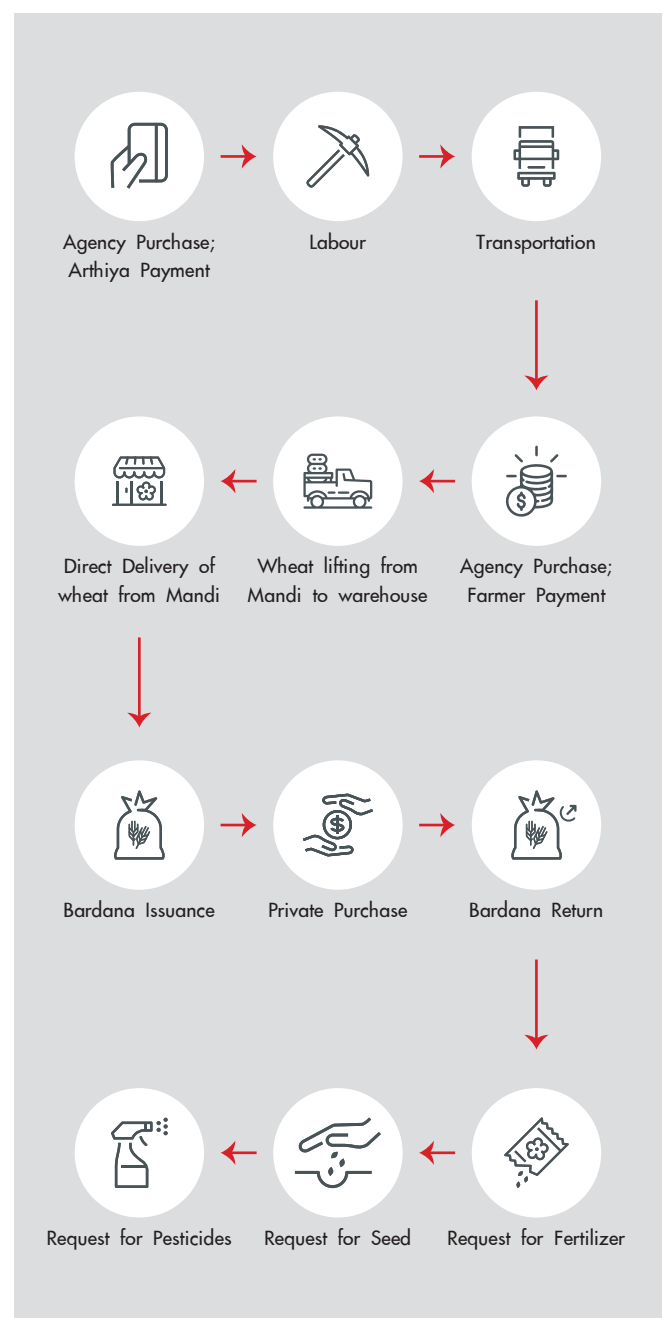 Agency Purchase;
Arthiya Payment
Labour
Transportation
Agency Purchase;
Farmer Payment
Wheat lifting from
Mandi to warehouse
Direct Delivery of
wheat from Mandi
Bardana Issuance
Private Purchase
Bardana Return
Request for Fertilizer
Request for Seed
Request for Pesticides